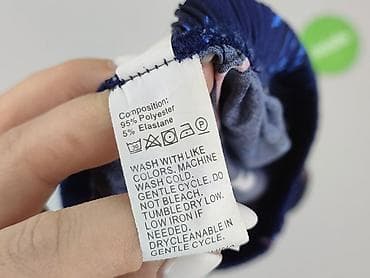 Composition:
95% Polyester
5% Elastane
WASH WITH LIKE
COLORS. MACHINE
WASH COLD.
GENTLE CYCLE. DO
NOT BLEACH.
TUMBLE DRY LOW.
LOW IRON IF
NEEDED.
DRYCLEANABLE IN
GENTLE CYCLE.